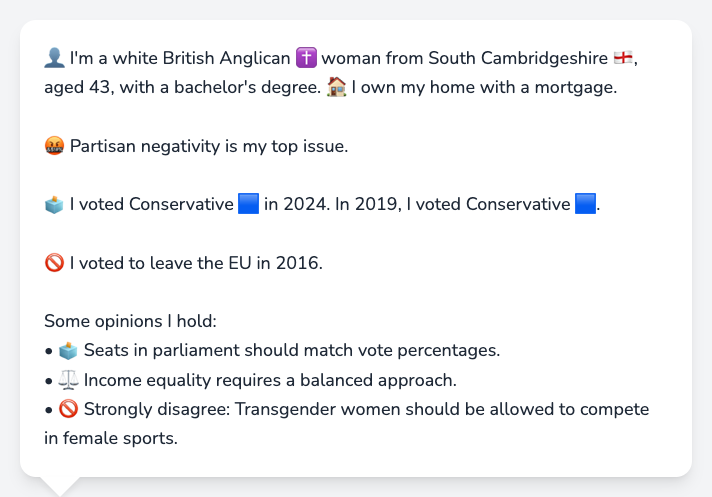 👤 I'm a white British Anglican ✝️ woman from South Cambridgeshire 🏴󠁧󠁢󠁥󠁮󠁧󠁿,
aged 43, with a bachelor's degree. 🏠 I own my home with a mortgage.
🤬 Partisan negativity is my top issue.
🗳️ I voted Conservative 🟦 in 2024. In 2019, I voted Conservative 🟦.
🚫 I voted to leave the EU in 2016.
Some opinions I hold:
• 🗳️ Seats in parliament should match vote percentages.
• ⚖️ Income equality requires a balanced approach.
• 🚫 Strongly disagree: Transgender women should be allowed to compete
in female sports.